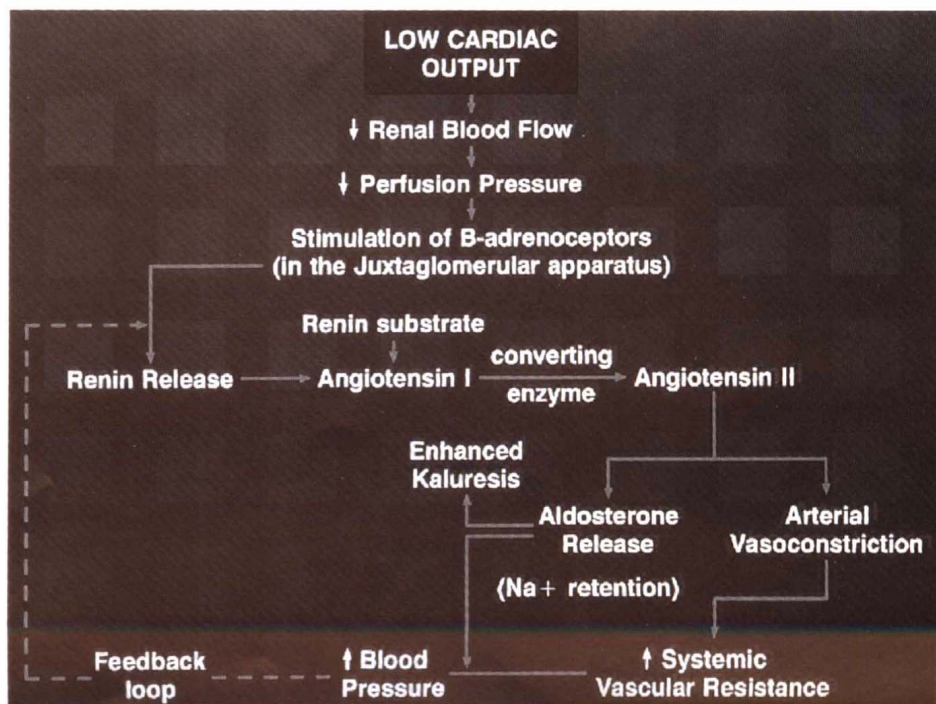 LOW CARDIAC
OUTPUT
↓ Renal Blood Flow
↓ Perfusion Pressure
Stimulation of B-adrenoceptors
(in the Juxtaglomerular apparatus)
Renin substrate
Renin Release
Angiotensin I
converting
enzyme
Angiotensin II
Enhanced
Kaluresis
Aldosterone
Release
(Na+ retention)
Arterial
Vasoconstriction
Feedback
loop
↑ Blood
Pressure
↑ Systemic
Vascular Resistance